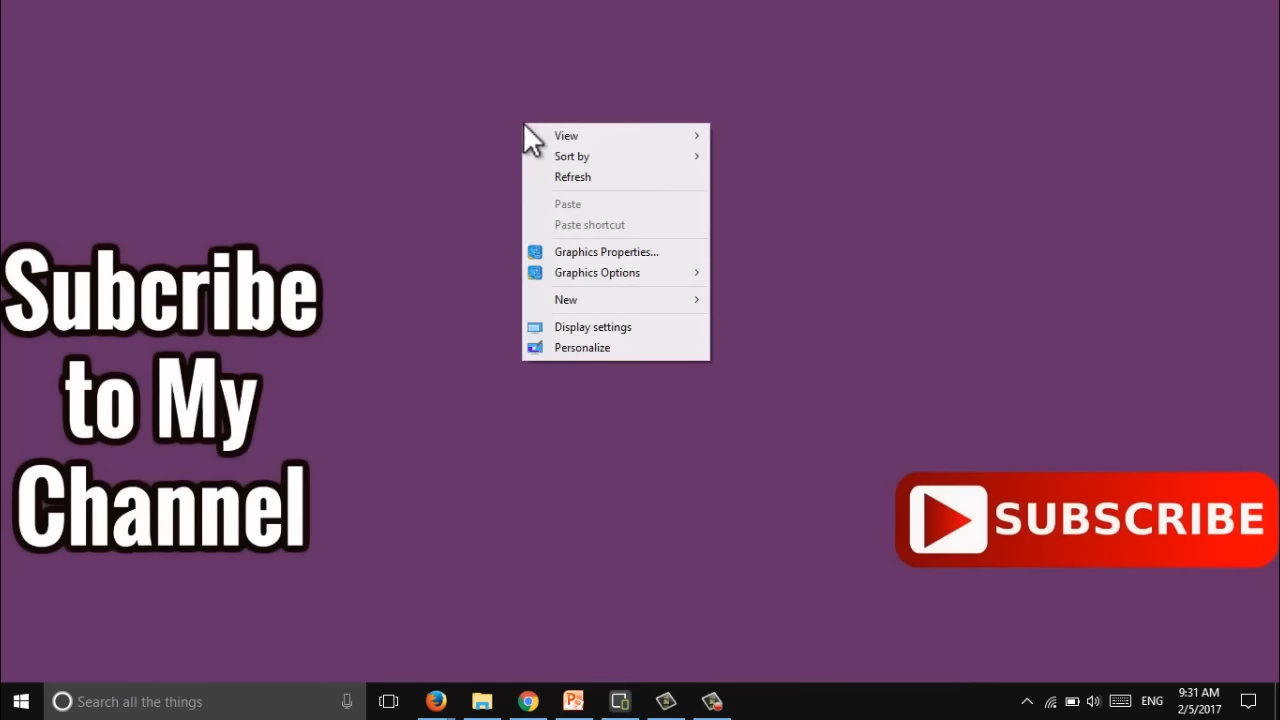 View
Sort by
Refresh
Paste
Paste shortcut
Graphics Properties...
Graphics Options
New
Display settings
Personalize
Subcribe
to My
Channel
SUBSCRIBE
Search all the things
ENG
9:31 AM
2/5/2017